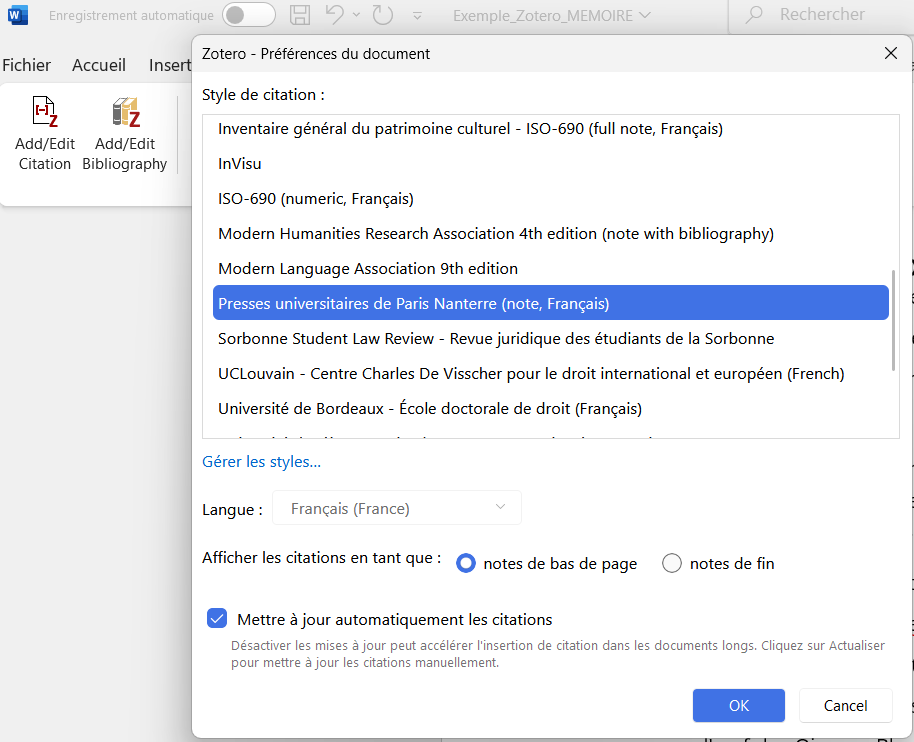 Enregistrement automatique
Exemple_Zotero_MEMOIRE
Rechercher
Fichier Accueil Insert
Add/Edit Citation
Add/Edit Bibliography
Zotero - Préférences du document
Style de citation :
Inventaire général du patrimoine culturel - ISO-690 (full note, Français)
InVisu
ISO-690 (numeric, Français)
Modern Humanities Research Association 4th edition (note with bibliography)
Modern Language Association 9th edition
Presses universitaires de Paris Nanterre (note, Français)
Sorbonne Student Law Review - Revue juridique des étudiants de la Sorbonne
UCLouvain - Centre Charles De Visscher pour le droit international et européen (French)
Université de Bordeaux - École doctorale de droit (Français)
Gérer les styles...
Langue : Français (France)
Afficher les citations en tant que : notes de bas de page notes de fin
Mettre à jour automatiquement les citations
Désactiver les mises à jour peut accélérer l'insertion de citation dans les documents longs. Cliquez sur Actualiser
pour mettre à jour les citations manuellement.
OK Cancel